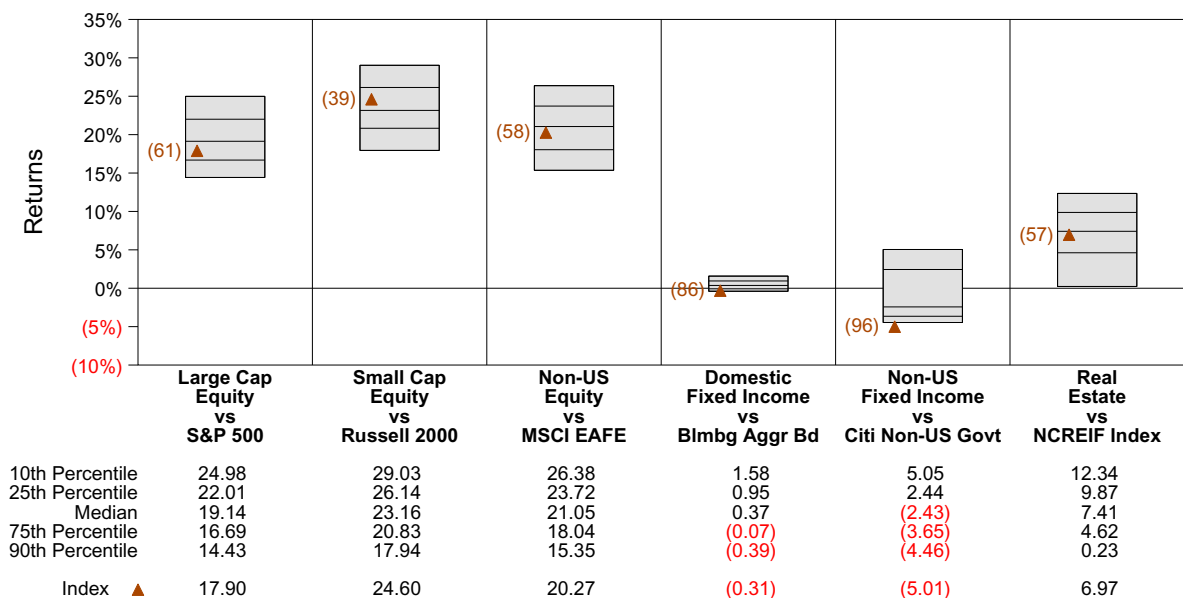 35%
30%
25%
20%
15%
10%
5%
0%
(5%)
(10%)
Returns
(61)
(39)
(58)
(86)
(96)
(57)
Large Cap
Equity
vs
S&P 500
Small Cap
Equity
vs
Russell 2000
Non-US
Equity
vs
MSCI EAFE
Domestic
Fixed Income
vs
Blmbg Aggr Bd
Non-US
Fixed Income
vs
Citi Non-US Govt
Real
Estate
vs
NCREIF Index
10th Percentile 24.98 29.03 26.38 1.58 5.05 12.34
25th Percentile 22.01 26.14 23.72 0.95 2.44 9.87
Median 19.14 23.16 21.05 0.37 (2.43) 7.41
75th Percentile 16.69 20.83 18.04 (0.07) (3.65) 4.62
90th Percentile 14.43 17.94 15.35 (0.39) (4.46) 0.23
Index 17.90 24.60 20.27 (0.31) (5.01) 6.97